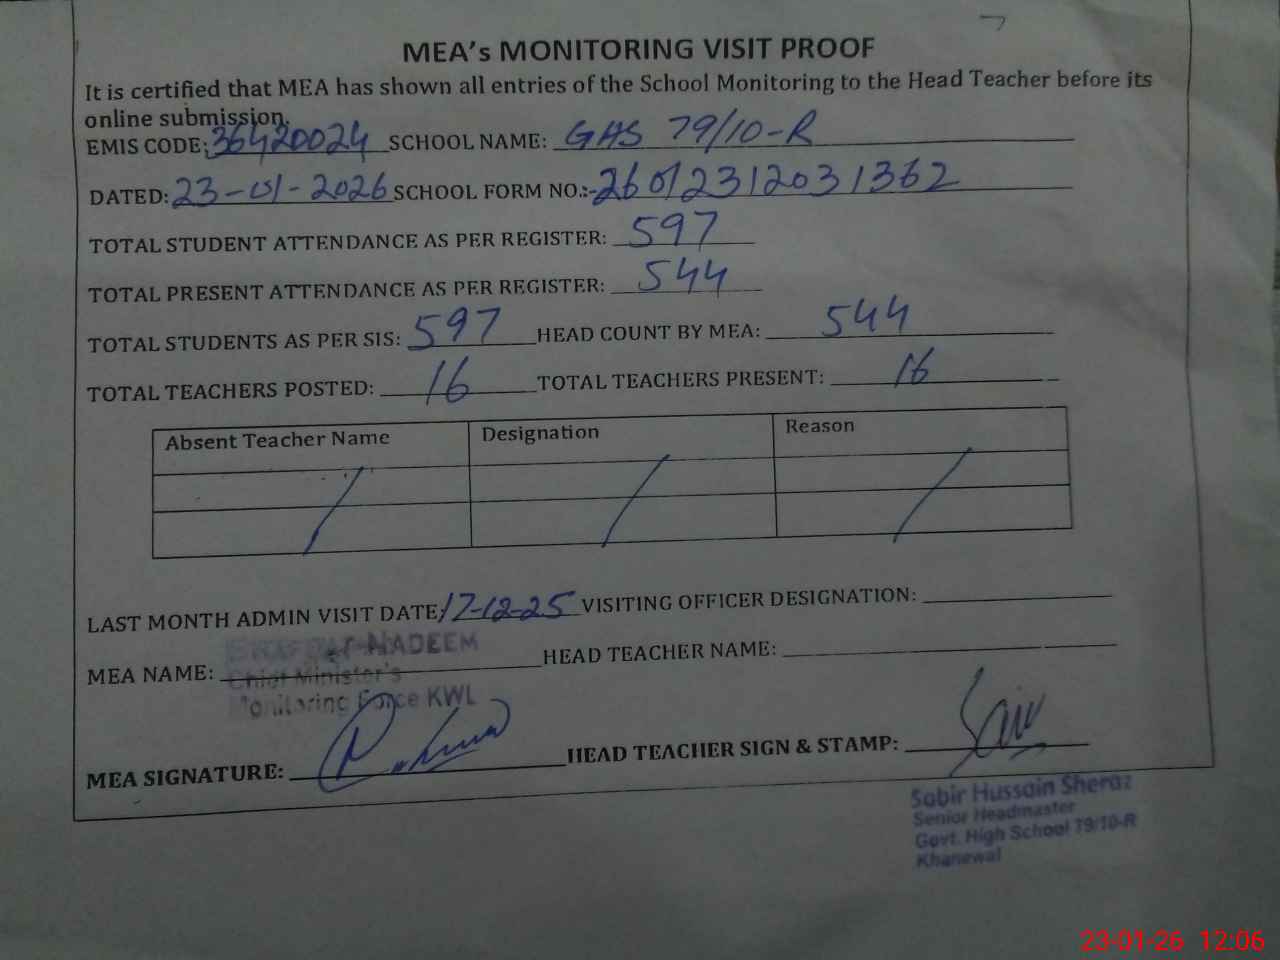 MEA's MONITORING VISIT PROOF
It is certified that MEA has shown all entries of the School Monitoring to the Head Teacher before its
online submission.
EMIS CODE: 36420024 SCHOOL NAME: GHS 79/10-R
DATED: 23-01-2026 SCHOOL FORM NO.:- 2601231203 1362
TOTAL STUDENT ATTENDANCE AS PER REGISTER: 597
TOTAL PRESENT ATTENDANCE AS PER REGISTER: 544
TOTAL STUDENTS AS PER SIS: 597 HEAD COUNT BY MEA: 544
TOTAL TEACHERS POSTED: 16 TOTAL TEACHERS PRESENT: 16
Absent Teacher Name Designation Reason
LAST MONTH ADMIN VISIT DATE: 17-12-25 VISITING OFFICER DESIGNATION:
NADEEM
MEA NAME: HEAD TEACHER NAME:
Chief Minister's
Monitoring Force KWL
MEA SIGNATURE: HEAD TEACHER SIGN & STAMP:
Sabir Hussain Sheraz
Senior Headmaster
Govt. High School 79/10-R
Khanewal
23-01-26 12:06